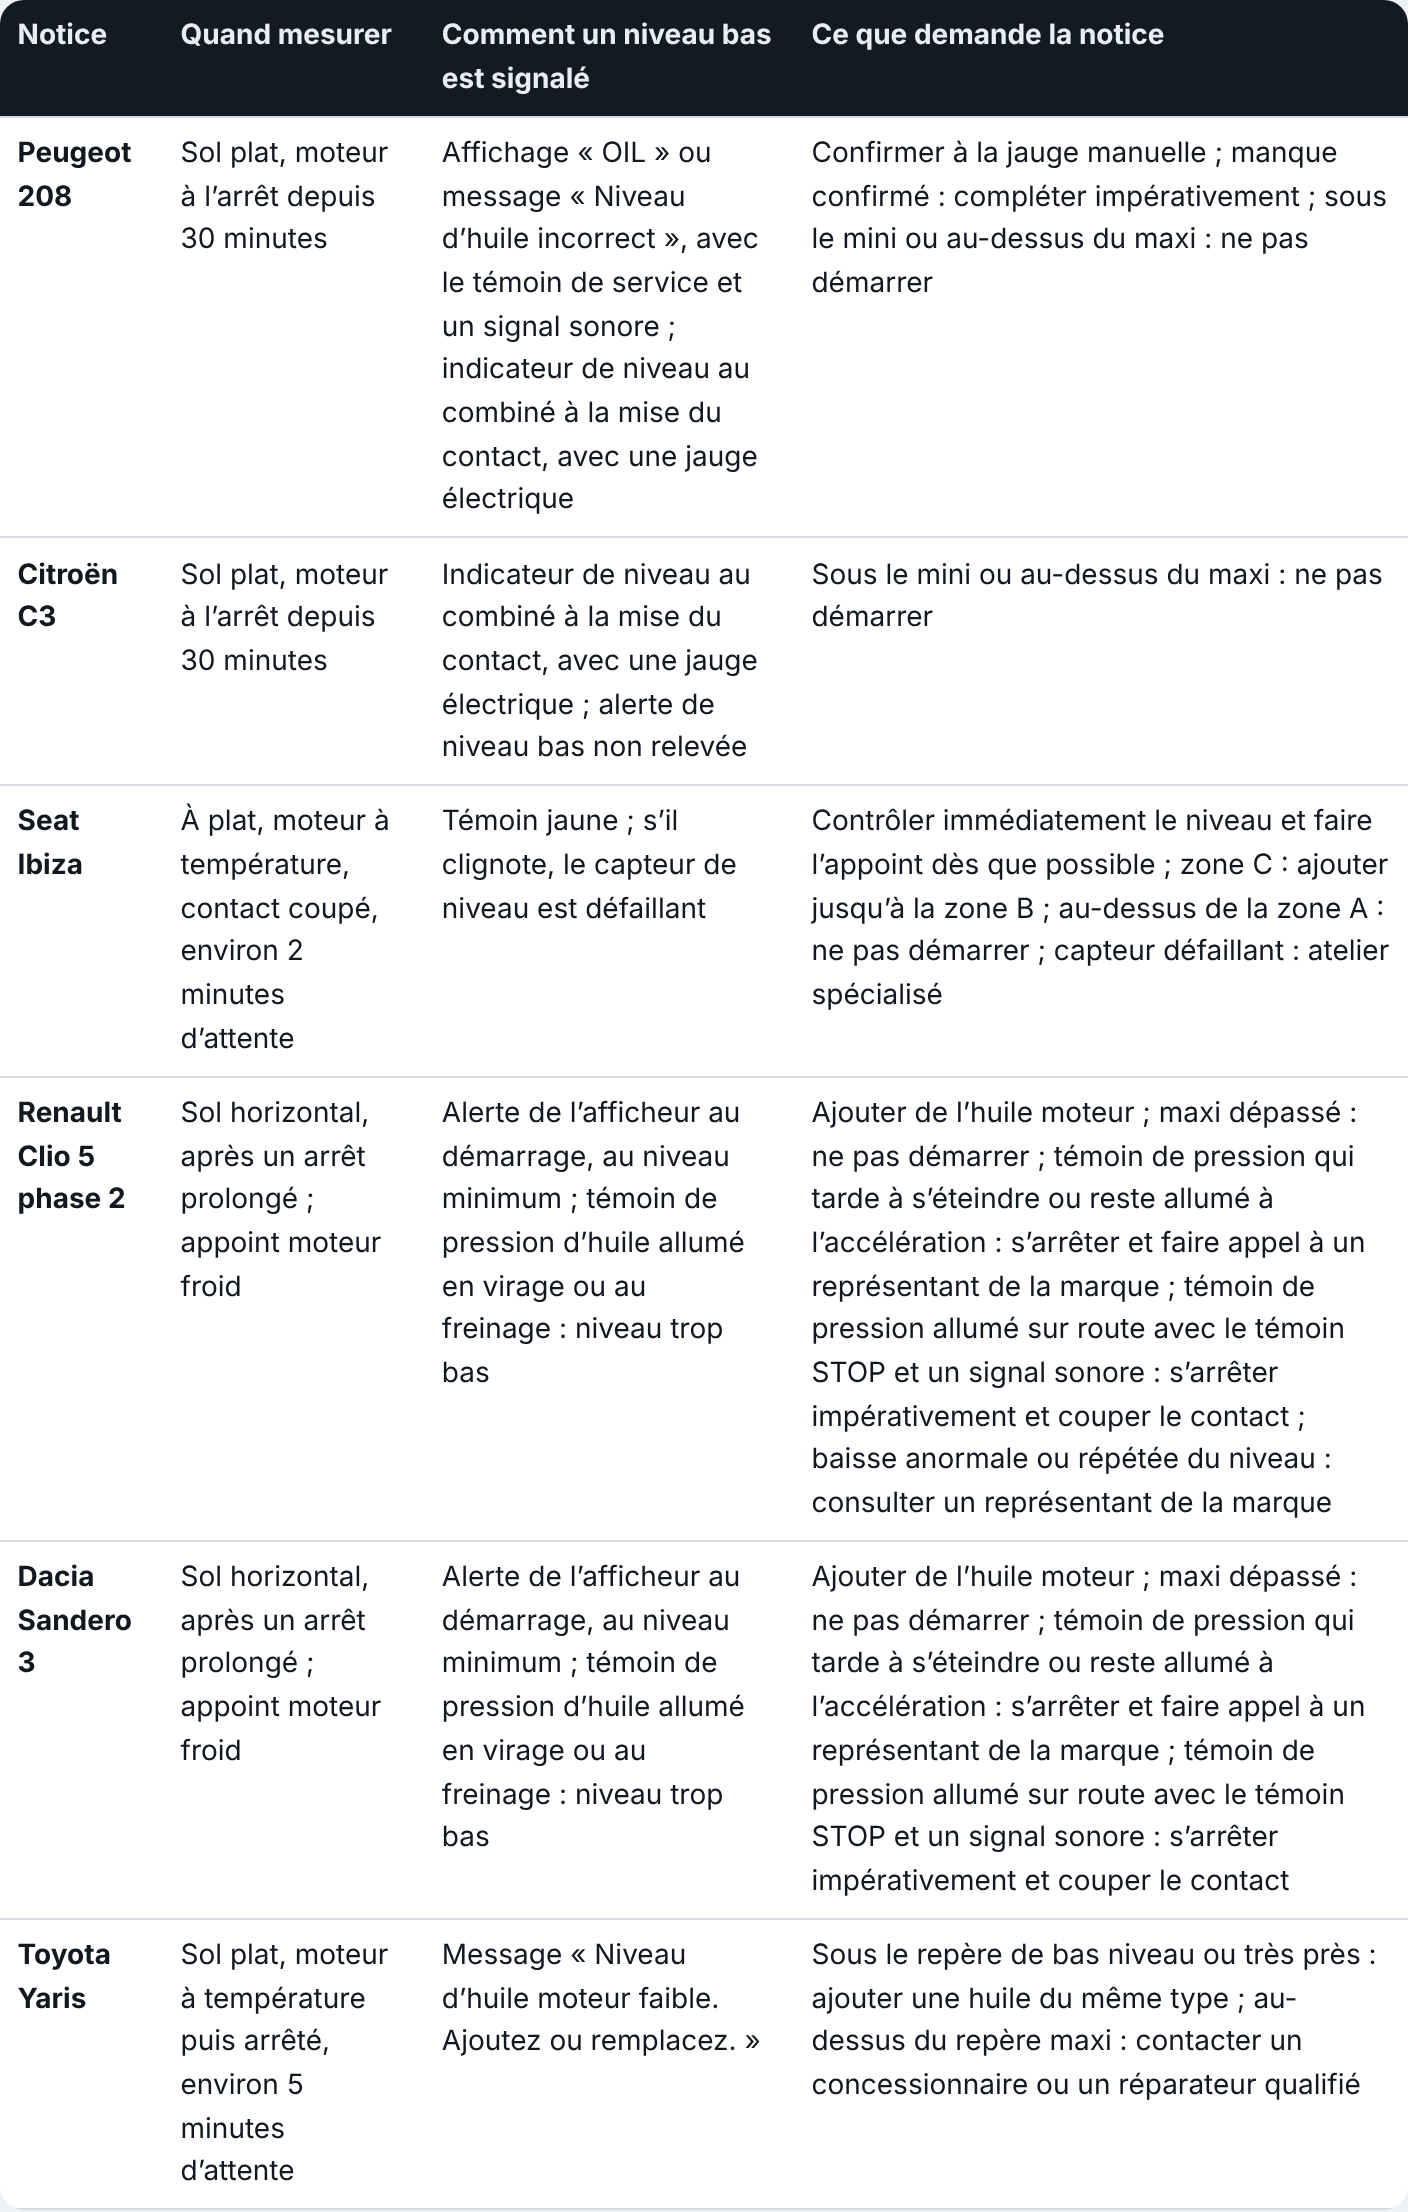 Notice
Quand mesurer
Comment un niveau bas
est signalé
Ce que demande la notice
Peugeot
208
Sol plat, moteur
à l’arrêt depuis
30 minutes
Affichage « OIL » ou
message « Niveau
d’huile incorrect », avec
le témoin de service et
un signal sonore ;
indicateur de niveau au
combiné à la mise du
contact, avec une jauge
électrique
Confirmer à la jauge manuelle ; manque
confirmé : compléter impérativement ; sous
le mini ou au-dessus du maxi : ne pas
démarrer
Citroën
C3
Sol plat, moteur
à l’arrêt depuis
30 minutes
Indicateur de niveau au
combiné à la mise du
contact, avec une jauge
électrique ; alerte de
niveau bas non relevée
Sous le mini ou au-dessus du maxi : ne pas
démarrer
Seat
Ibiza
À plat, moteur à
température,
contact coupé,
environ 2
minutes
d’attente
Témoin jaune ; s’il
clignote, le capteur de
niveau est défaillant
Contrôler immédiatement le niveau et faire
l’appoint dès que possible ; zone C : ajouter
jusqu’à la zone B ; au-dessus de la zone A :
ne pas démarrer ; capteur défaillant : atelier
spécialisé
Renault
Clio 5
phase 2
Sol horizontal,
après un arrêt
prolongé ;
appoint moteur
froid
Alerte de l’afficheur au
démarrage, au niveau
minimum ; témoin de
pression d’huile allumé
en virage ou au
freinage : niveau trop
bas
Ajouter de l’huile moteur ; maxi dépassé :
ne pas démarrer ; témoin de pression qui
tarde à s’éteindre ou reste allumé à
l’accélération : s’arrêter et faire appel à un
représentant de la marque ; témoin de
pression allumé sur route avec le témoin
STOP et un signal sonore : s’arrêter
impérativement et couper le contact ;
baisse anormale ou répétée du niveau :
consulter un représentant de la marque
Dacia
Sandero
3
Sol horizontal,
après un arrêt
prolongé ;
appoint moteur
froid
Alerte de l’afficheur au
démarrage, au niveau
minimum ; témoin de
pression d’huile allumé
en virage ou au
freinage : niveau trop
bas
Ajouter de l’huile moteur ; maxi dépassé :
ne pas démarrer ; témoin de pression qui
tarde à s’éteindre ou reste allumé à
l’accélération : s’arrêter et faire appel à un
représentant de la marque ; témoin de
pression allumé sur route avec le témoin
STOP et un signal sonore : s’arrêter
impérativement et couper le contact
Toyota
Yaris
Sol plat, moteur
à température
puis arrêté,
environ 5
minutes
d’attente
Message « Niveau
d’huile moteur faible.
Ajoutez ou remplacez. »
Sous le repère de bas niveau ou très près :
ajouter une huile du même type ; au-
dessus du repère maxi : contacter un
concessionnaire ou un réparateur qualifié